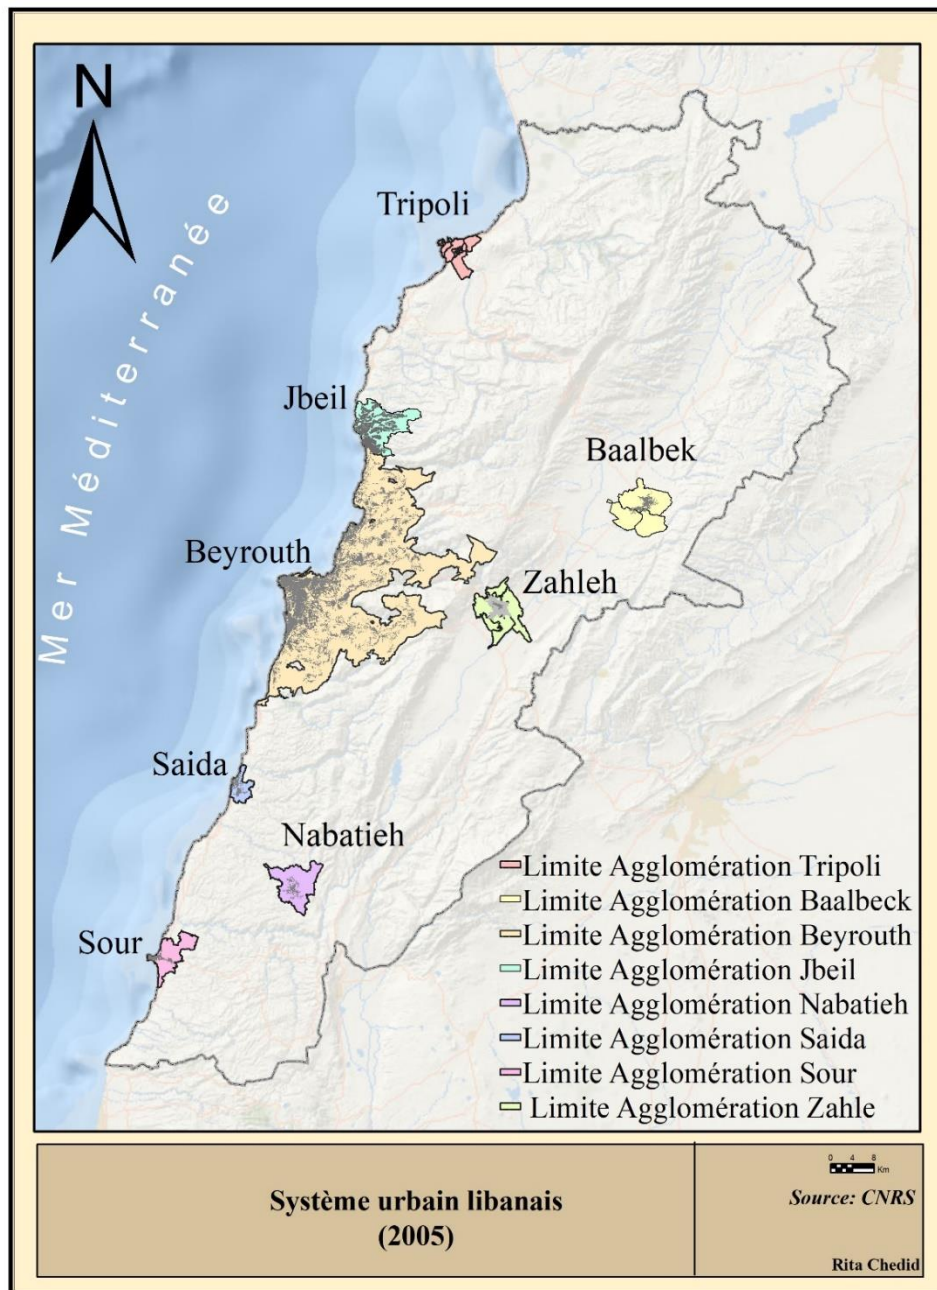 N
Mer Méditerranée
Tripoli
Jbeil
Baalbek
Beyrouth
Zahleh
Saida
Nabatieh
Sour
Limite Agglomération Tripoli
Limite Agglomération Baalbeck
Limite Agglomération Beyrouth
Limite Agglomération Jbeil
Limite Agglomération Nabatieh
Limite Agglomération Saida
Limite Agglomération Sour
Limite Agglomération Zahle
Système urbain libanais
(2005)
0 4 8
Km
Source: CNRS
Rita Chedid